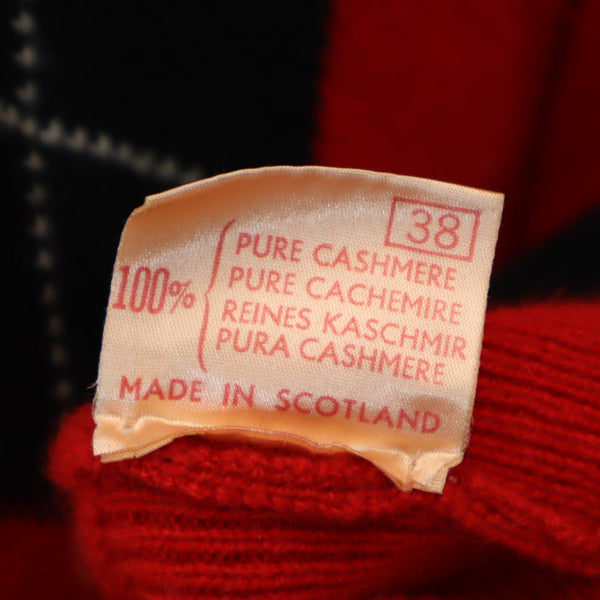 38
100%
PURE CASHMERE
PURE CACHEMIRE
REINES KASCHMIR
PURA CASHMERE
MADE IN SCOTLAND